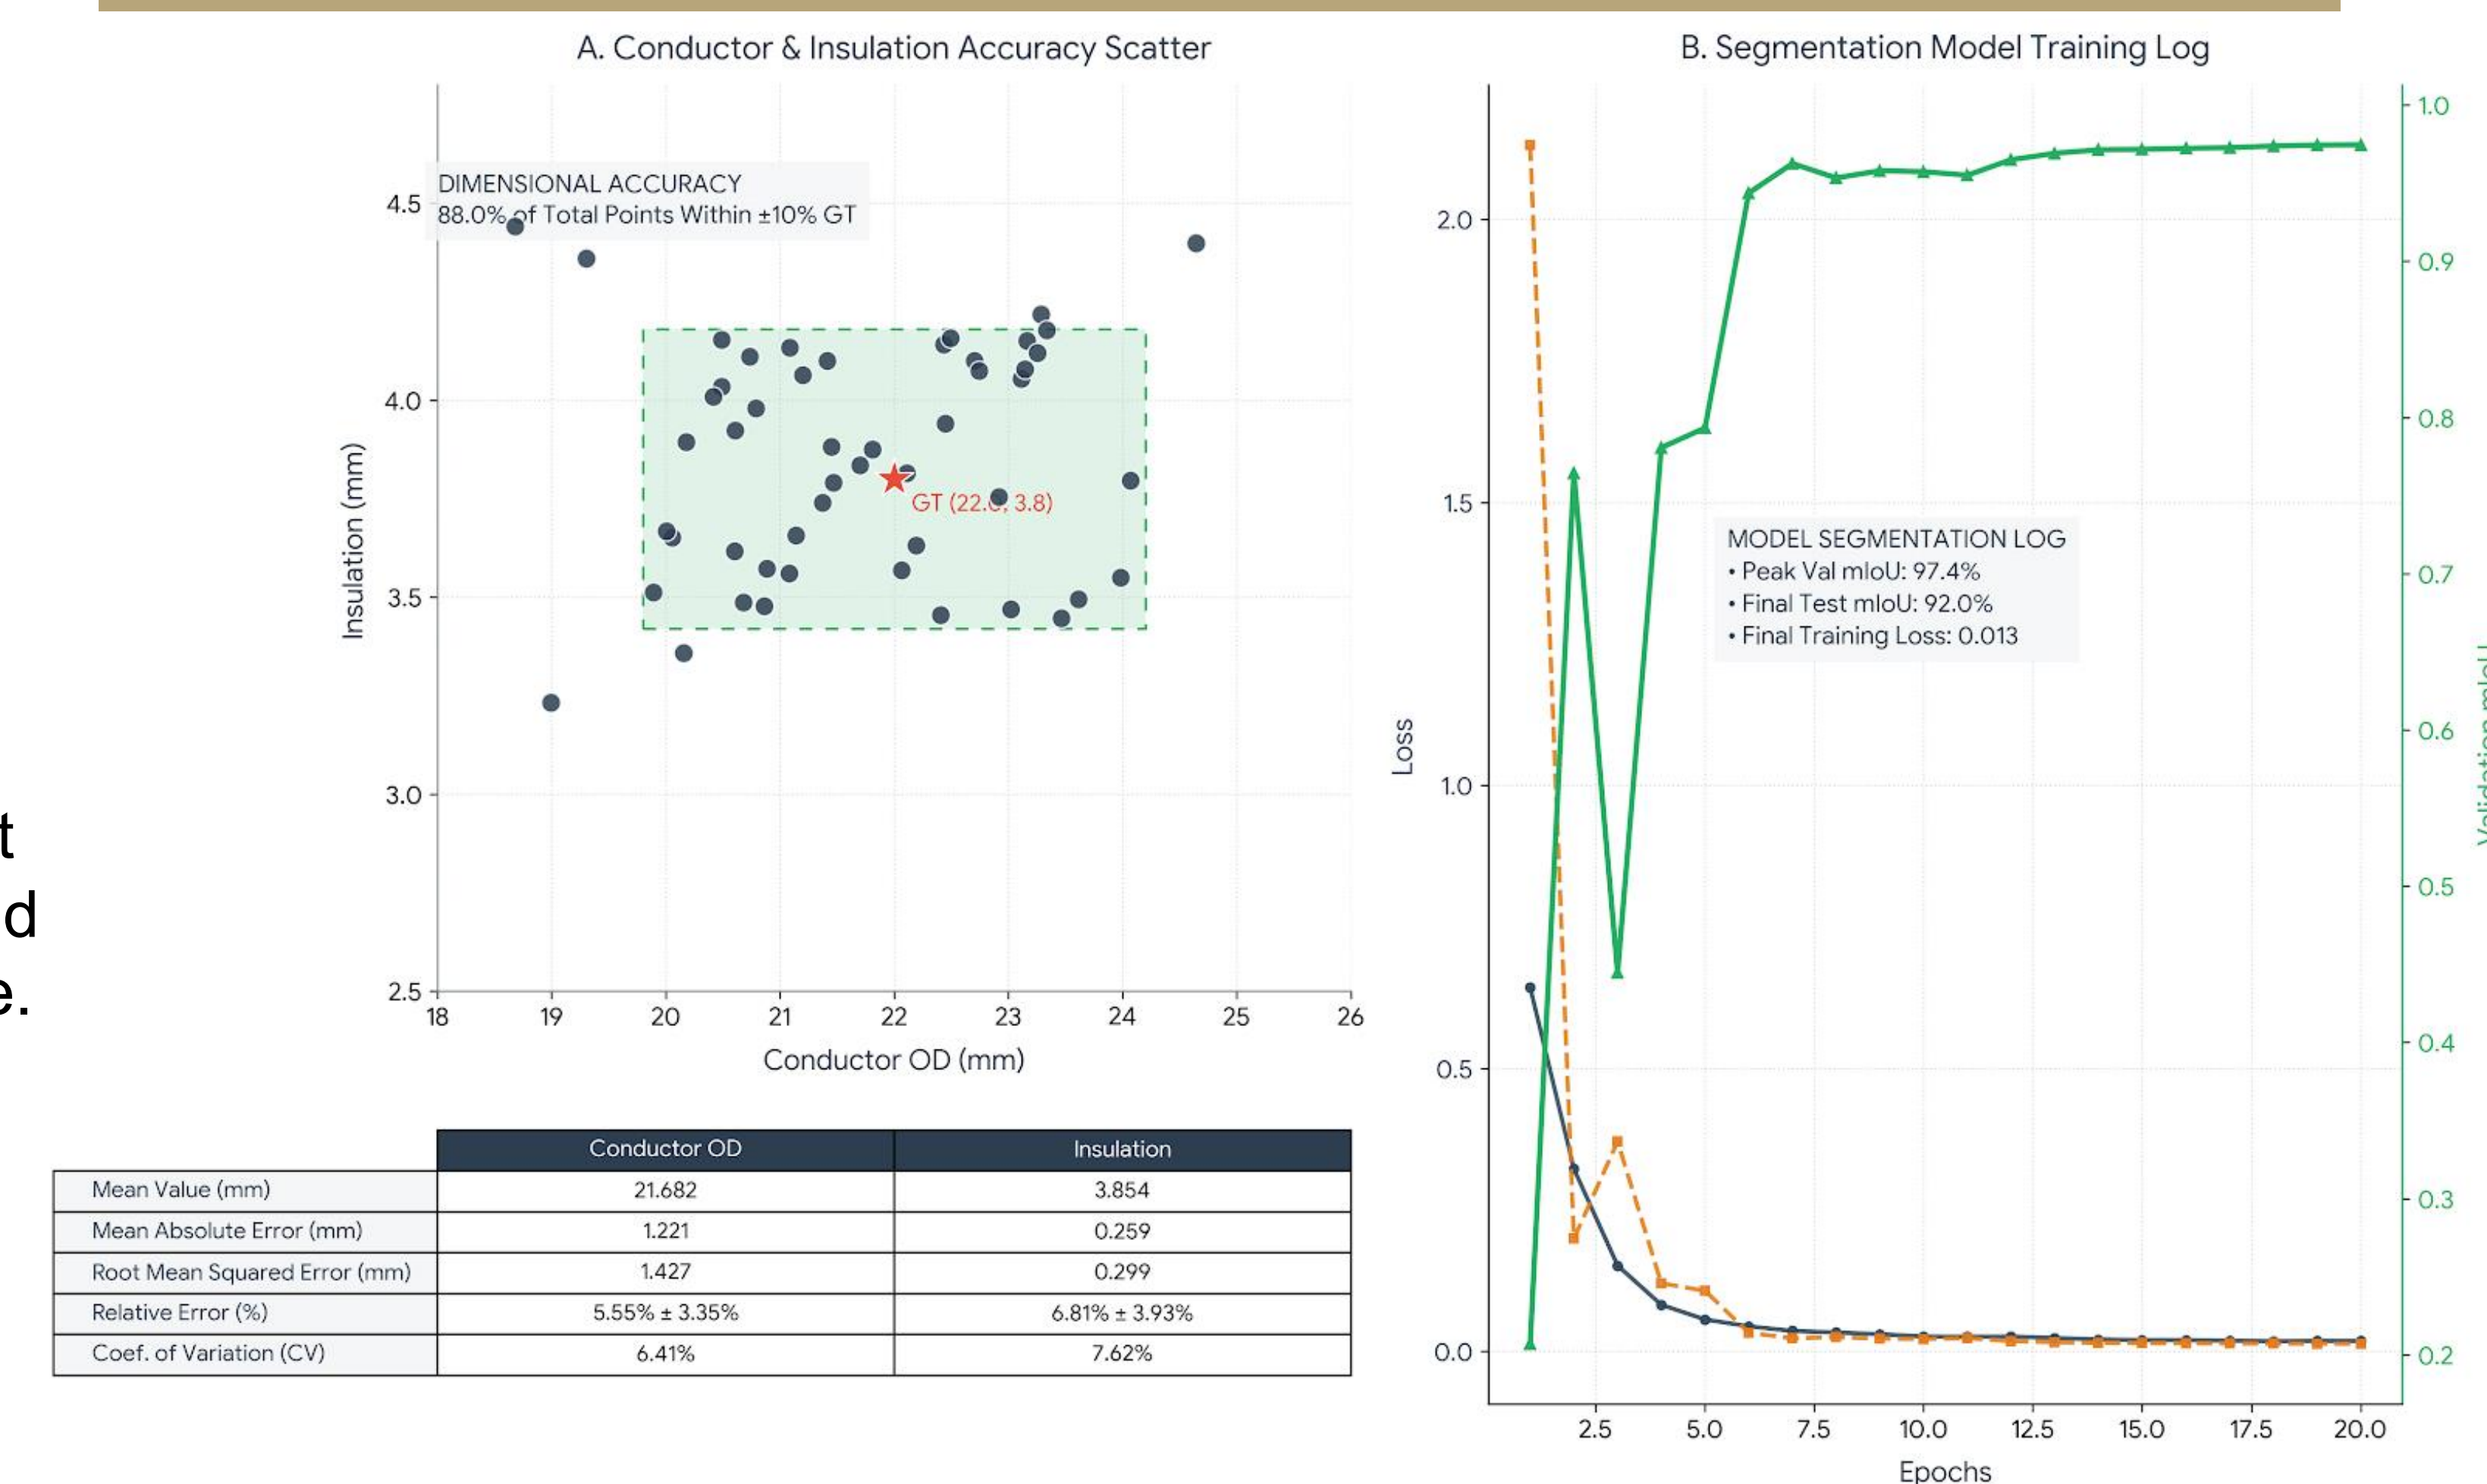 t
d
e.
A. Conductor & Insulation Accuracy Scatter
DIMENSIONAL ACCURACY
88.0% of Total Points Within ±10% GT
GT (22.0, 3.8)
4.5
4.0
3.5
3.0
2.5
Insulation (mm)
18 19 20 21 22 23 24 25 26
Conductor OD (mm)
Conductor OD Insulation
Mean Value (mm) 21.682 3.854
Mean Absolute Error (mm) 1.221 0.259
Root Mean Squared Error (mm) 1.427 0.299
Relative Error (%) 5.55% ± 3.35% 6.81% ± 3.93%
Coef. of Variation (CV) 6.41% 7.62%
B. Segmentation Model Training Log
2.0
1.5
1.0
0.5
0.0
Loss
MODEL SEGMENTATION LOG
• Peak Val mIoU: 97.4%
• Final Test mIoU: 92.0%
• Final Training Loss: 0.013
1.0
0.9
0.8
0.7
0.6
0.5
0.4
0.3
0.2
Validation mIoU
2.5 5.0 7.5 10.0 12.5 15.0 17.5 20.0
Epochs